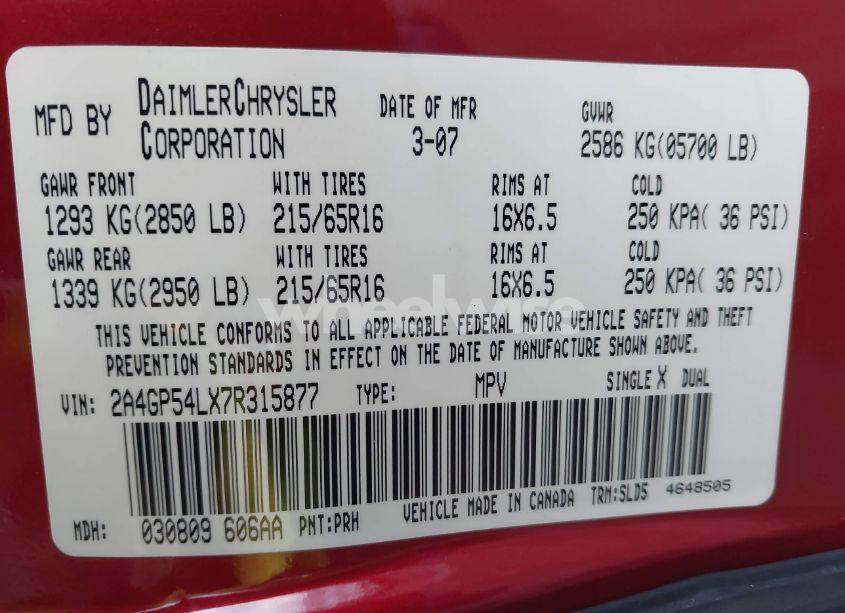 MFD BY DAIMLERCHRYSLER CORPORATION DATE OF MFR 3-07 GVWR 2586 KG(05700 LB)
GAWR FRONT WITH TIRES RIMS AT COLD
1293 KG(2850 LB) 215/65R16 16X6.5 250 KPA( 36 PSI)
GAWR REAR WITH TIRES RIMS AT COLD
1339 KG(2950 LB) 215/65R16 16X6.5 250 KPA( 36 PSI)
wheelwise
THIS VEHICLE CONFORMS TO ALL APPLICABLE FEDERAL MOTOR VEHICLE SAFETY AND THEFT
PREVENTION STANDARDS IN EFFECT ON THE DATE OF MANUFACTURE SHOWN ABOVE.
VIN: 2A4GP54LX7R315877 TYPE: MPV SINGLE X DUAL
MDH: 030809 606AA PNT:PRH VEHICLE MADE IN CANADA TRM:SLD5 4648505